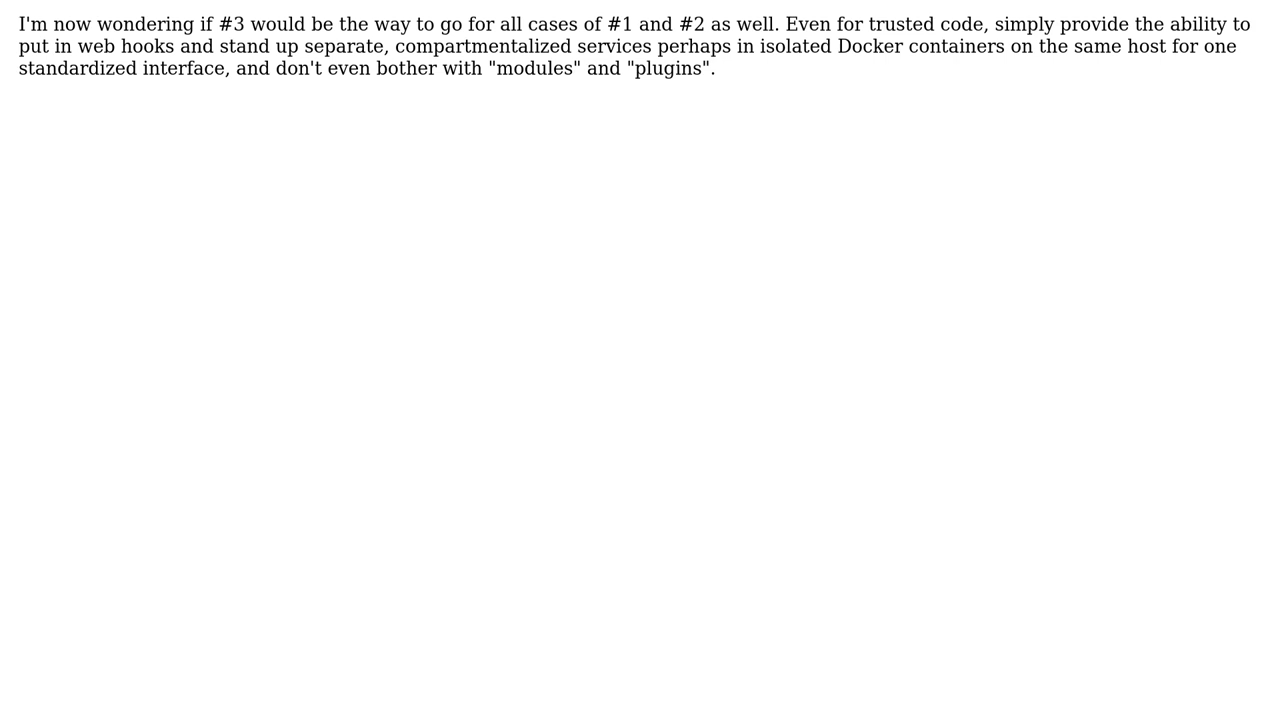 I'm now wondering if #3 would be the way to go for all cases of #1 and #2 as well. Even for trusted code, simply provide the ability to
put in web hooks and stand up separate, compartmentalized services perhaps in isolated Docker containers on the same host for one
standardized interface, and don't even bother with "modules" and "plugins".